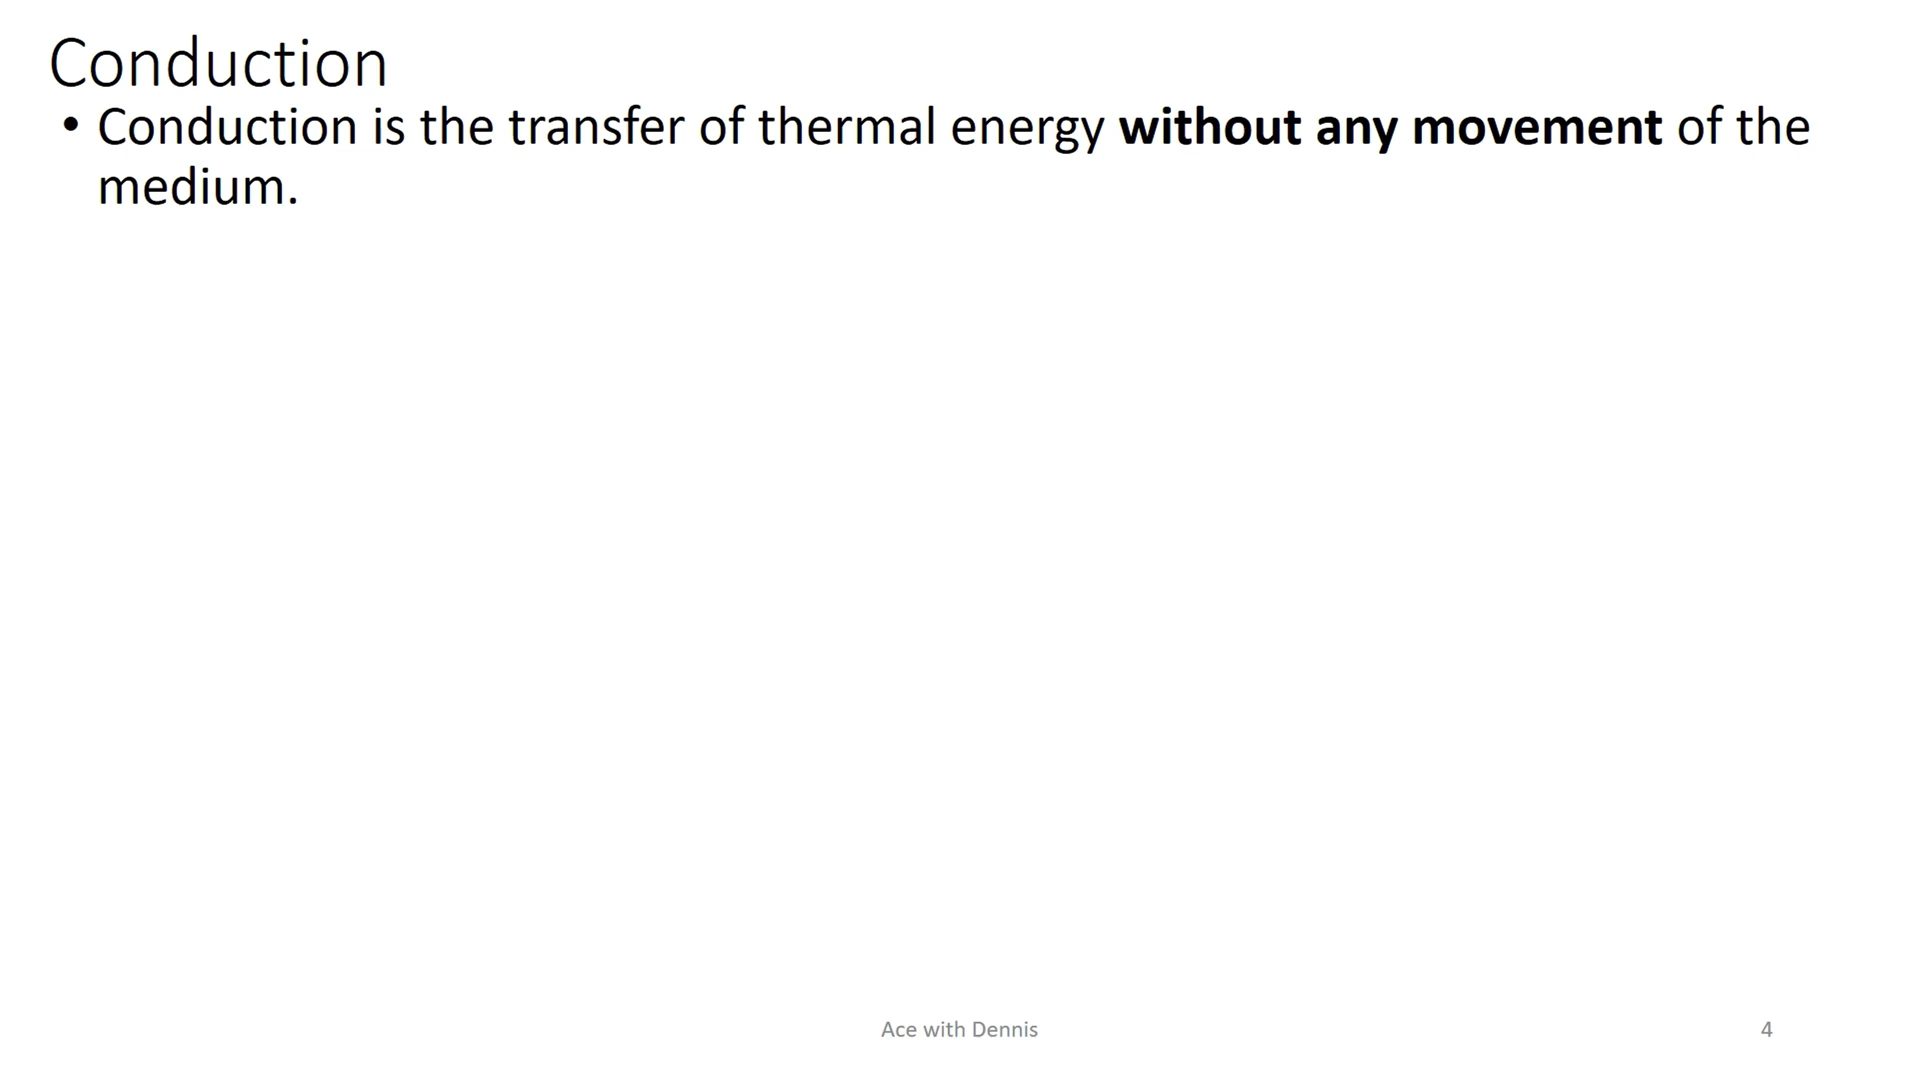 Conduction
• Conduction is the transfer of thermal energy without any movement of the
medium.
Ace with Dennis
4